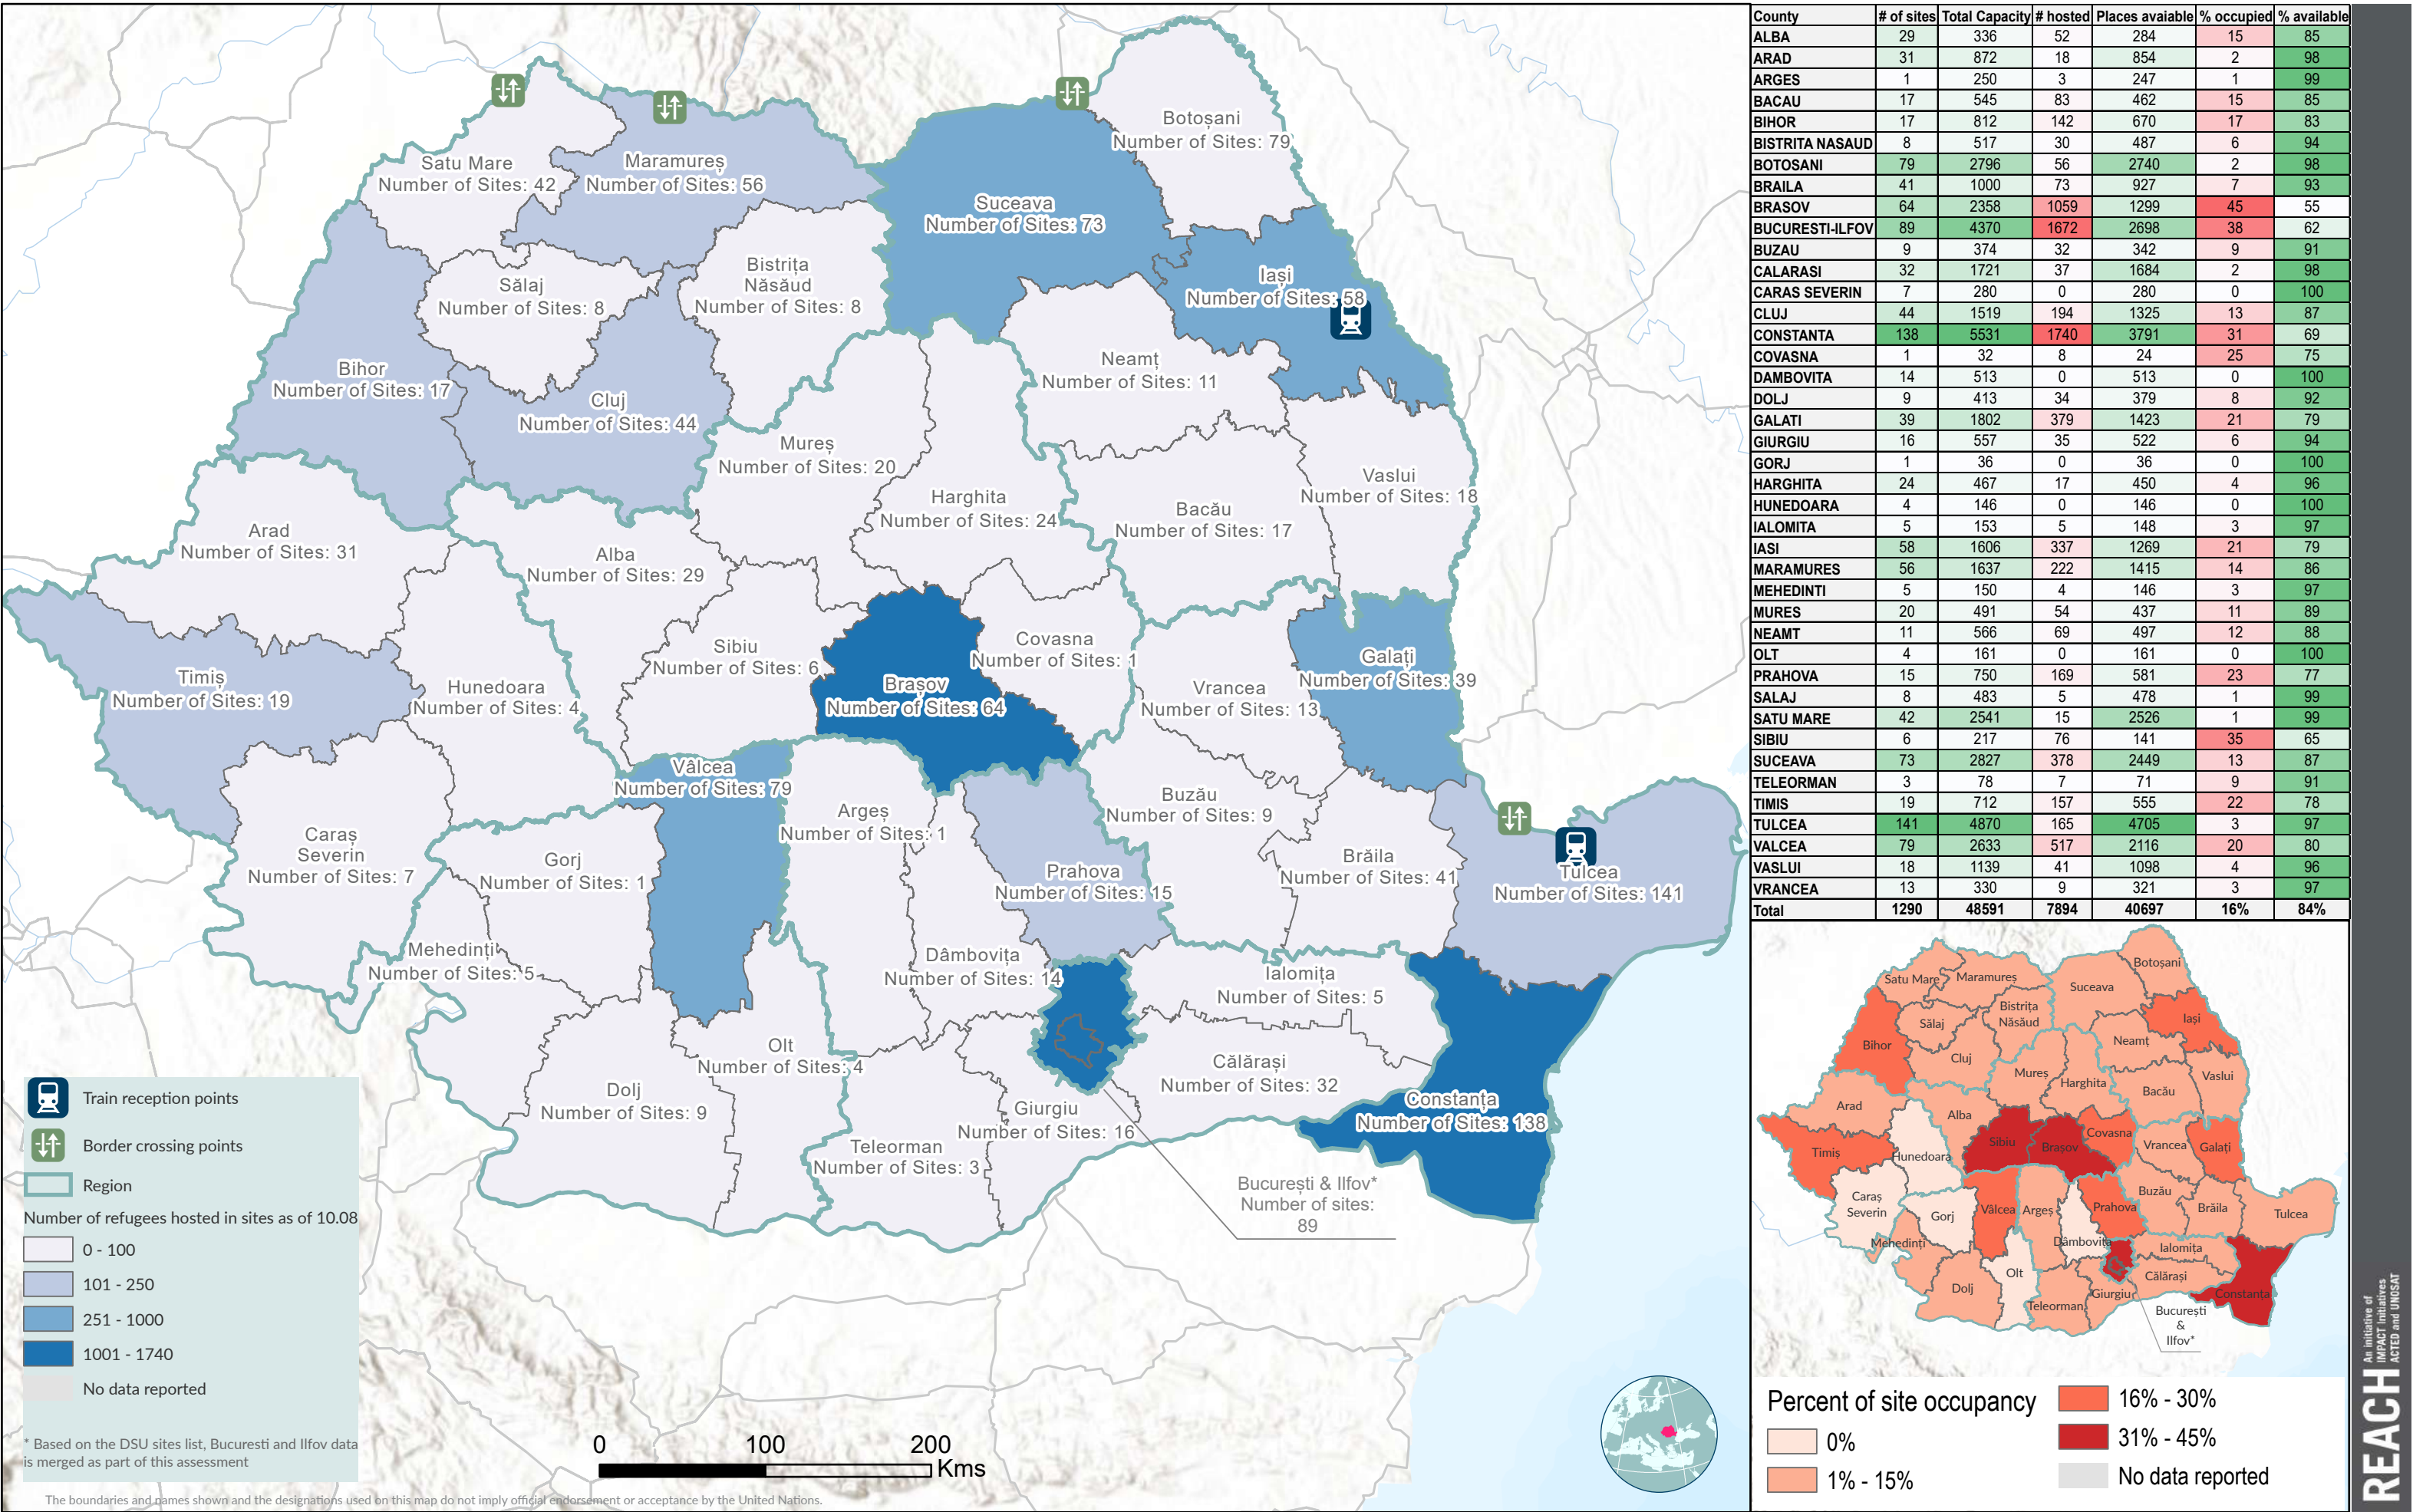 Satu Mare
Number of Sites: 42
Maramureș
Number of Sites: 56
Suceava
Number of Sites: 73
Botoșani
Number of Sites: 79
Iași
Number of Sites: 58
Sălaj
Number of Sites: 8
Bistrița
Năsăud
Number of Sites: 8
Neamț
Number of Sites: 11
Bihor
Number of Sites: 17
Cluj
Number of Sites: 44
Mureș
Number of Sites: 20
Harghita
Number of Sites: 24
Bacău
Number of Sites: 17
Vaslui
Number of Sites: 18
Arad
Number of Sites: 31
Alba
Number of Sites: 29
Timiș
Number of Sites: 19
Hunedoara
Number of Sites: 4
Sibiu
Number of Sites: 6
Brașov
Number of Sites: 64
Covasna
Number of Sites: 1
Vrancea
Number of Sites: 13
Galați
Number of Sites: 39
Caraș
Severin
Number of Sites: 7
Gorj
Number of Sites: 1
Vâlcea
Number of Sites: 79
Argeș
Number of Sites: 1
Prahova
Number of Sites: 15
Buzău
Number of Sites: 9
Brăila
Number of Sites: 41
Tulcea
Number of Sites: 141
Mehedinți
Number of Sites: 5
Dâmbovița
Number of Sites: 14
Ialomița
Number of Sites: 5
Olt
Number of Sites: 4
Dolj
Number of Sites: 9
Călărași
Number of Sites: 32
Giurgiu
Number of Sites: 16
Teleorman
Number of Sites: 3
Constanța
Number of Sites: 138
București & Ilfov*
Number of sites:
89
Train reception points
Border crossing points
Region
Number of refugees hosted in sites as of 10.08
0 - 100
101 - 250
251 - 1000
1001 - 1740
No data reported
* Based on the DSU sites list, Bucuresti and Ilfov data
is merged as part of this assessment
0 100 200
Kms
The boundaries and names shown and the designations used on this map do not imply official endorsement or acceptance by the United Nations.
County # of sites Total Capacity # hosted Places avaiable % occupied % available
ALBA 29 336 52 284 15 85
ARAD 31 872 18 854 2 98
ARGES 1 250 3 247 1 99
BACAU 17 545 83 462 15 85
BIHOR 17 812 142 670 17 83
BISTRITA NASAUD 8 517 30 487 6 94
BOTOSANI 79 2796 56 2740 2 98
BRAILA 41 1000 73 927 7 93
BRASOV 64 2358 1059 1299 45 55
BUCURESTI-ILFOV 89 4370 1672 2698 38 62
BUZAU 9 374 32 342 9 91
CALARASI 32 1721 37 1684 2 98
CARAS SEVERIN 7 280 0 280 0 100
CLUJ 44 1519 194 1325 13 87
CONSTANTA 138 5531 1740 3791 31 69
COVASNA 1 32 8 24 25 75
DAMBOVITA 14 513 0 513 0 100
DOLJ 9 413 34 379 8 92
GALATI 39 1802 379 1423 21 79
GIURGIU 16 557 35 522 6 94
GORJ 1 36 0 36 0 100
HARGHITA 24 467 17 450 4 96
HUNEDOARA 4 146 0 146 0 100
IALOMITA 5 153 5 148 3 97
IASI 58 1606 337 1269 21 79
MARAMURES 56 1637 222 1415 14 86
MEHEDINTI 5 150 4 146 3 97
MURES 20 491 54 437 11 89
NEAMT 11 566 69 497 12 88
OLT 4 161 0 161 0 100
PRAHOVA 15 750 169 581 23 77
SALAJ 8 483 5 478 1 99
SATU MARE 42 2541 15 2526 1 99
SIBIU 6 217 76 141 35 65
SUCEAVA 73 2827 378 2449 13 87
TELEORMAN 3 78 7 71 9 91
TIMIS 19 712 157 555 22 78
TULCEA 141 4870 165 4705 3 97
VALCEA 79 2633 517 2116 20 80
VASLUI 18 1139 41 1098 4 96
VRANCEA 13 330 9 321 3 97
Total 1290 48591 7894 40697 16% 84%
Botoșani
Satu Mare
Maramureș
Suceava
Bistrița
Năsăud
Iași
Sălaj
Bihor
Neamț
Cluj
Mureș
Harghita
Vaslui
Bacău
Arad
Alba
Sibiu
Brașov
Covasna
Vrancea
Galați
Timiș
Hunedoara
Caraș
Severin
Gorj
Vâlcea
Argeș
Prahova
Buzău
Brăila
Tulcea
Mehedinți
Dâmbovița
Ialomița
Olt
Călărași
Dolj
Teleorman
Giurgiu
Constanța
București
&
Ilfov*
Percent of site occupancy
0%
1% - 15%
16% - 30%
31% - 45%
No data reported
REACH
An initiative of
IMPACT Initiatives
ACTED and UNOSAT